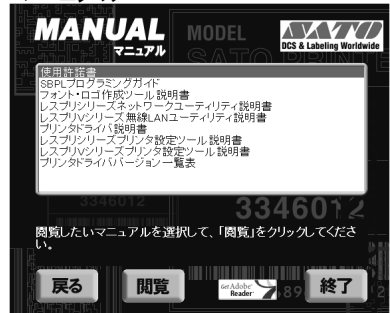 MANUAL
マニュアル
MODEL
SATO
DCS & Labeling Worldwide
SATO PRINTE
使用許諾書
SBPLプログラミングガイド
フォント・ロゴ作成ツール説明書
レスプリシリーズネットワークユーティリティ説明書
レスプリVシリーズ 無線LANユーティリティ説明書
プリンタドライバ説明書
レスプリシリーズプリンタ設定ツール説明書
レスプリVシリーズプリンタ設定ツール説明書
プリンタドライババージョン一覧表
3346012
3346012
閲覧したいマニュアルを選択して、「閲覧」をクリックしてくださ
い。
戻る
閲覧
Get Adobe
Reader
89
終了
2